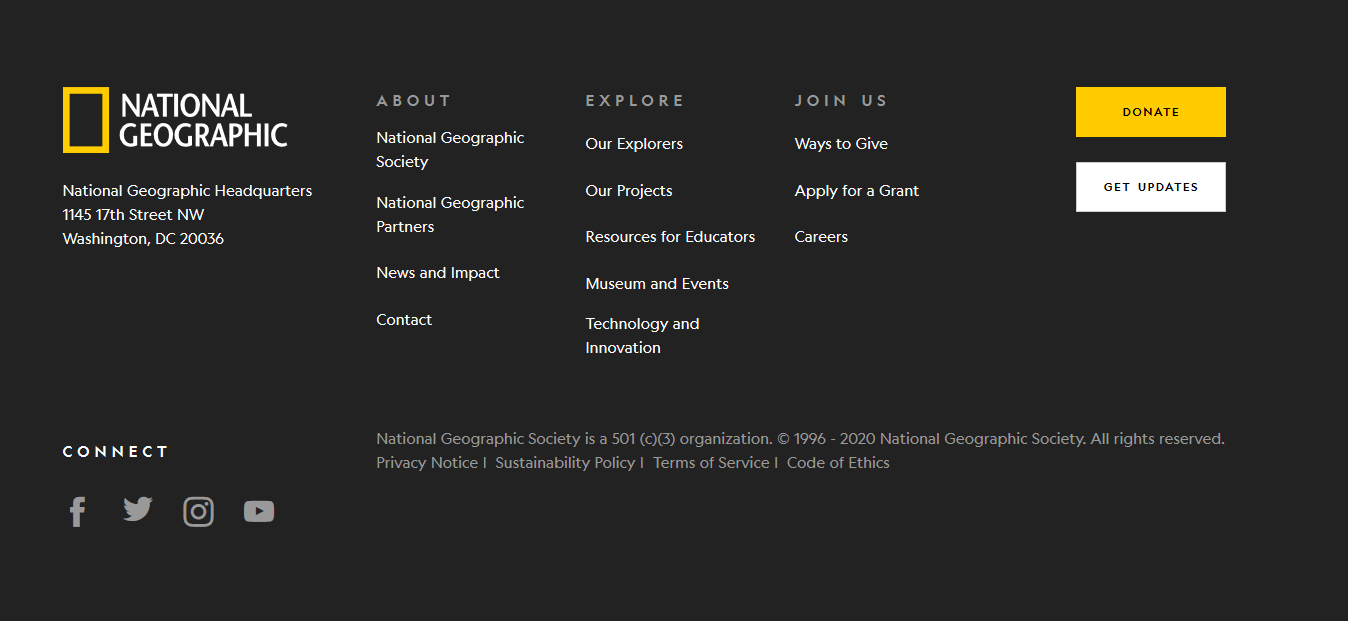 NATIONAL
GEOGRAPHIC
National Geographic Headquarters
1145 17th Street NW
Washington, DC 20036
ABOUT
National Geographic
Society
National Geographic
Partners
News and Impact
Contact
EXPLORE
Our Explorers
Our Projects
Resources for Educators
Museum and Events
Technology and
Innovation
JOIN US
Ways to Give
Apply for a Grant
Careers
DONATE
GET UPDATES
CONNECT
National Geographic Society is a 501 (c)(3) organization. © 1996 - 2020 National Geographic Society. All rights reserved.
Privacy Notice | Sustainability Policy | Terms of Service | Code of Ethics